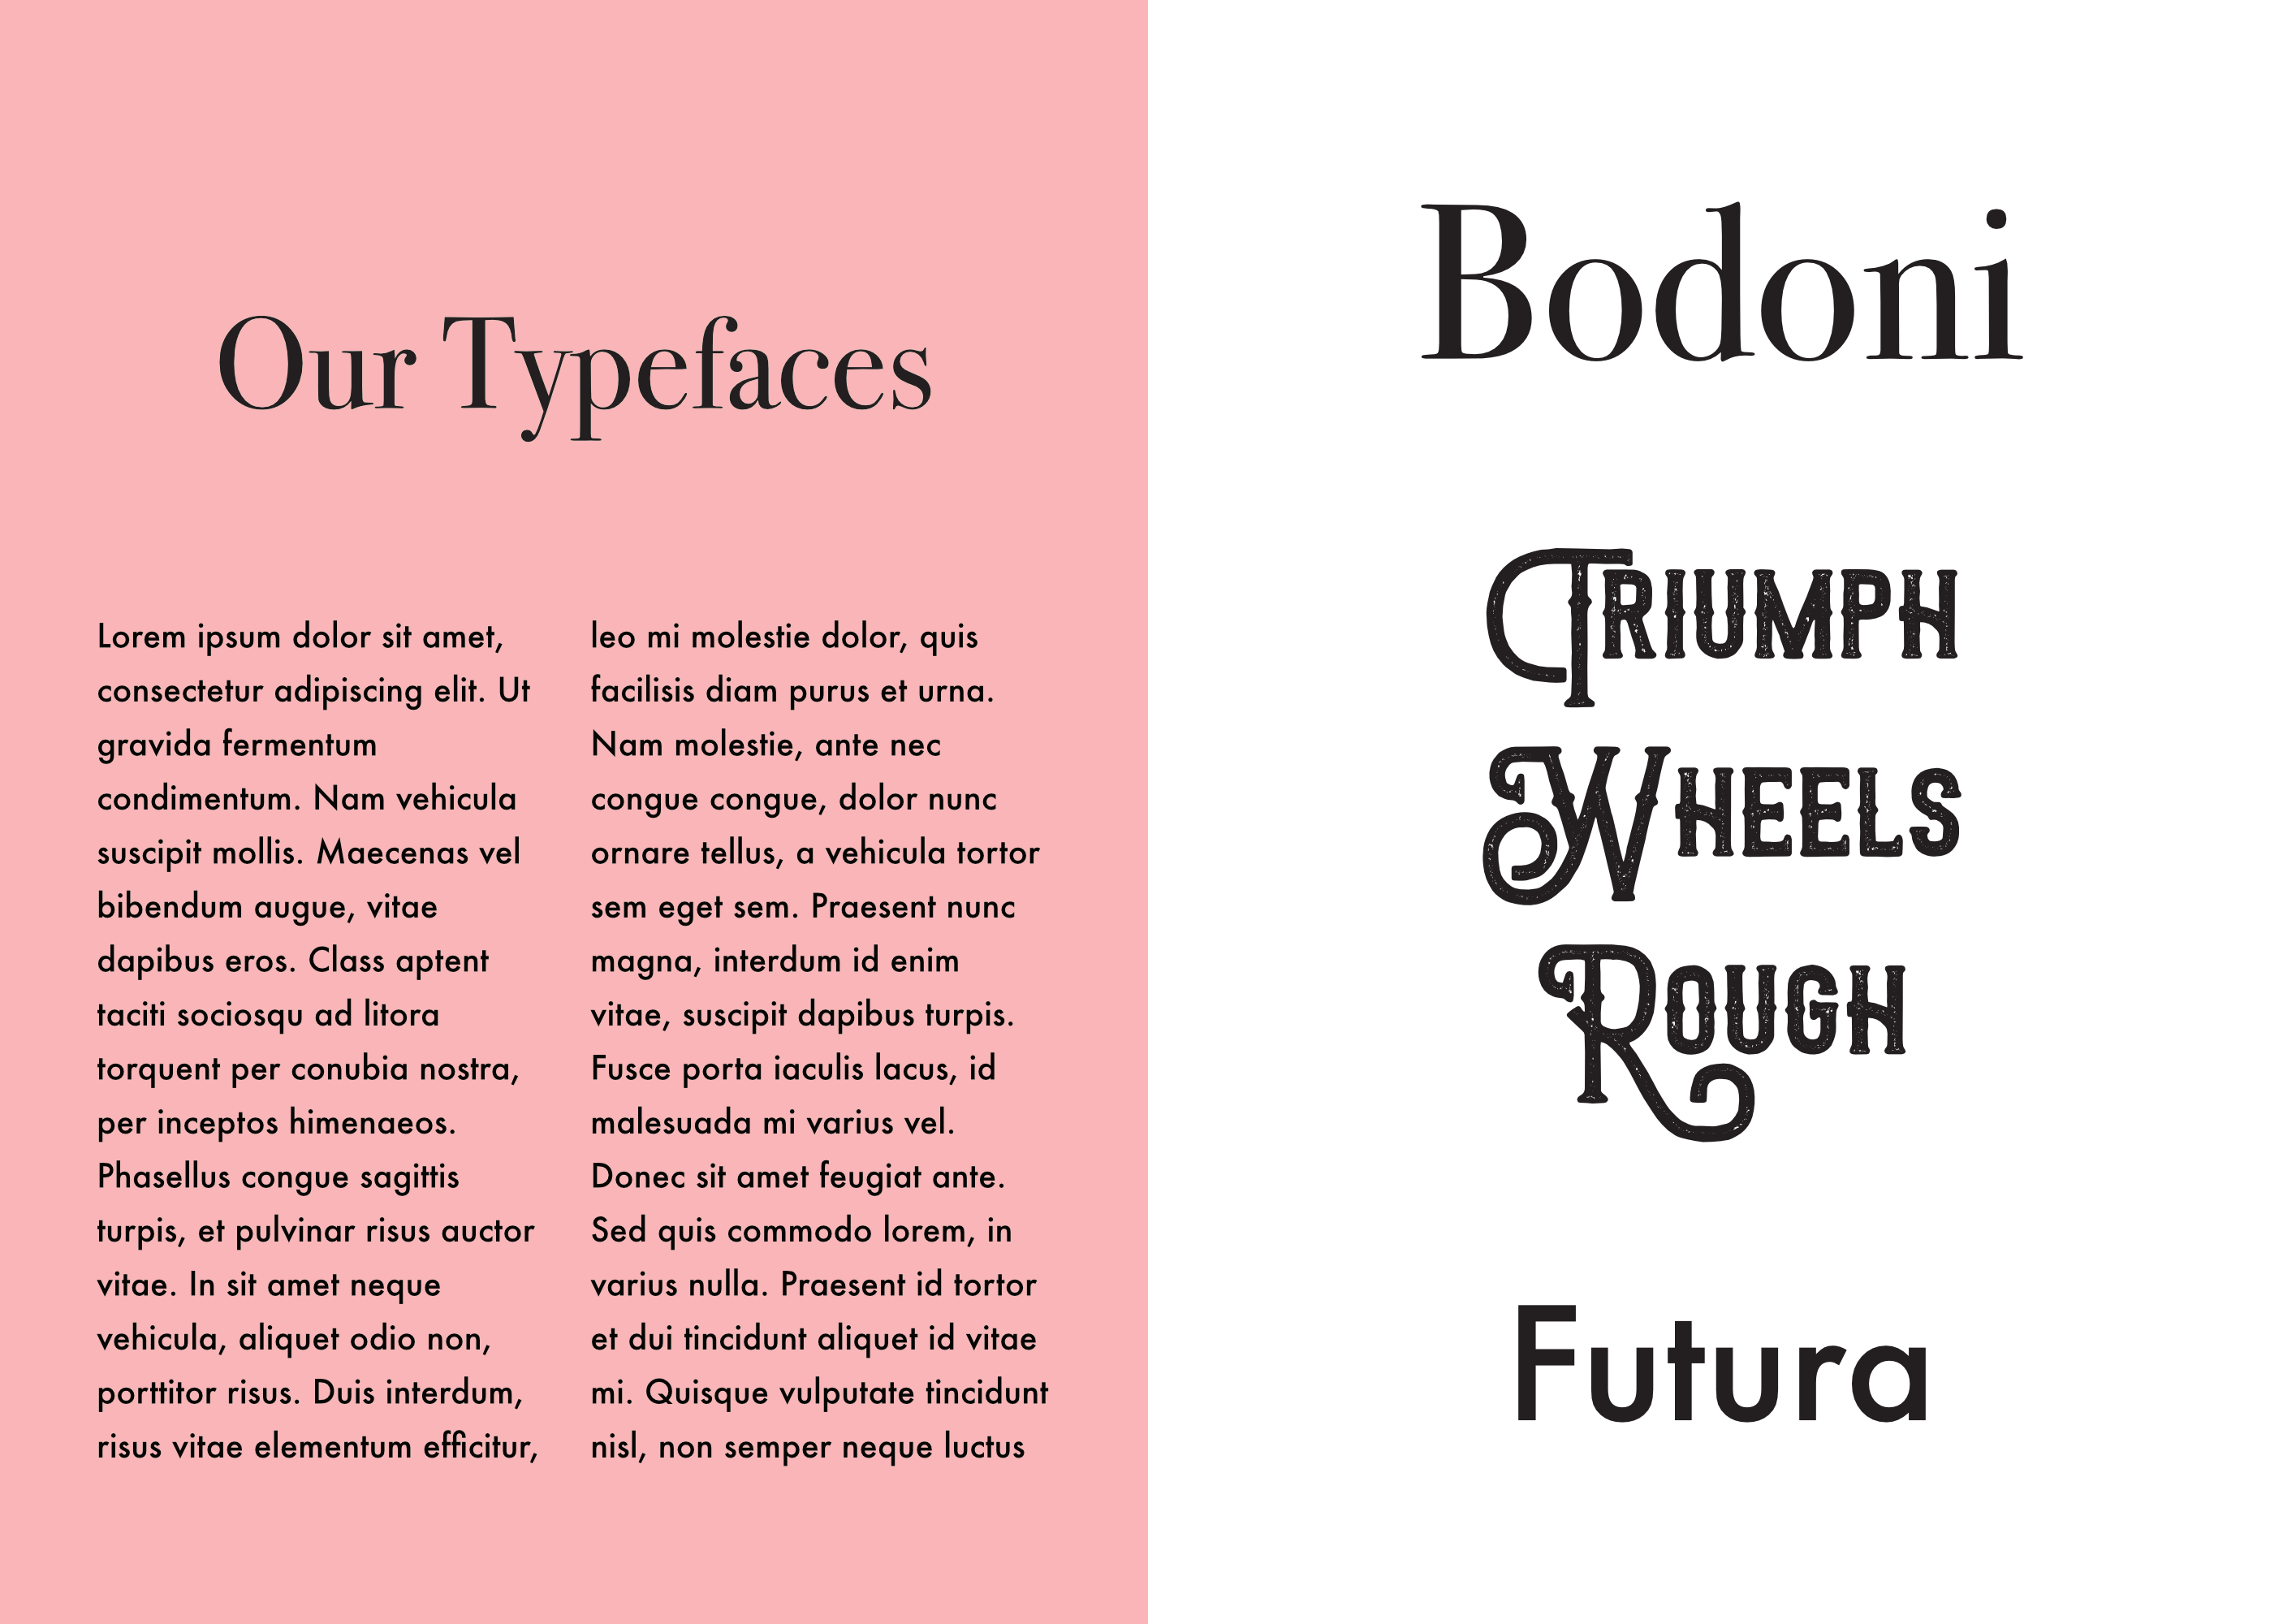 Our Typefaces
Lorem ipsum dolor sit amet,
consectetur adipiscing elit. Ut
gravida fermentum
condimentum. Nam vehicula
suscipit mollis. Maecenas vel
bibendum augue, vitae
dapibus eros. Class aptent
taciti sociosqu ad litora
torquent per conubia nostra,
per inceptos himenaeos.
Phasellus congue sagittis
turpis, et pulvinar risus auctor
vitae. In sit amet neque
vehicula, aliquet odio non,
porttitor risus. Duis interdum,
risus vitae elementum efficitur,
leo mi molestie dolor, quis
facilisis diam purus et urna.
Nam molestie, ante nec
congue congue, dolor nunc
ornare tellus, a vehicula tortor
sem eget sem. Praesent nunc
magna, interdum id enim
vitae, suscipit dapibus turpis.
Fusce porta iaculis lacus, id
malesuada mi varius vel.
Donec sit amet feugiat ante.
Sed quis commodo lorem, in
varius nulla. Praesent id tortor
et dui tincidunt aliquet id vitae
mi. Quisque vulputate tincidunt
nisl, non semper neque luctus
Bodoni
TRIUMPH
WHEELS
ROUGH
Futura